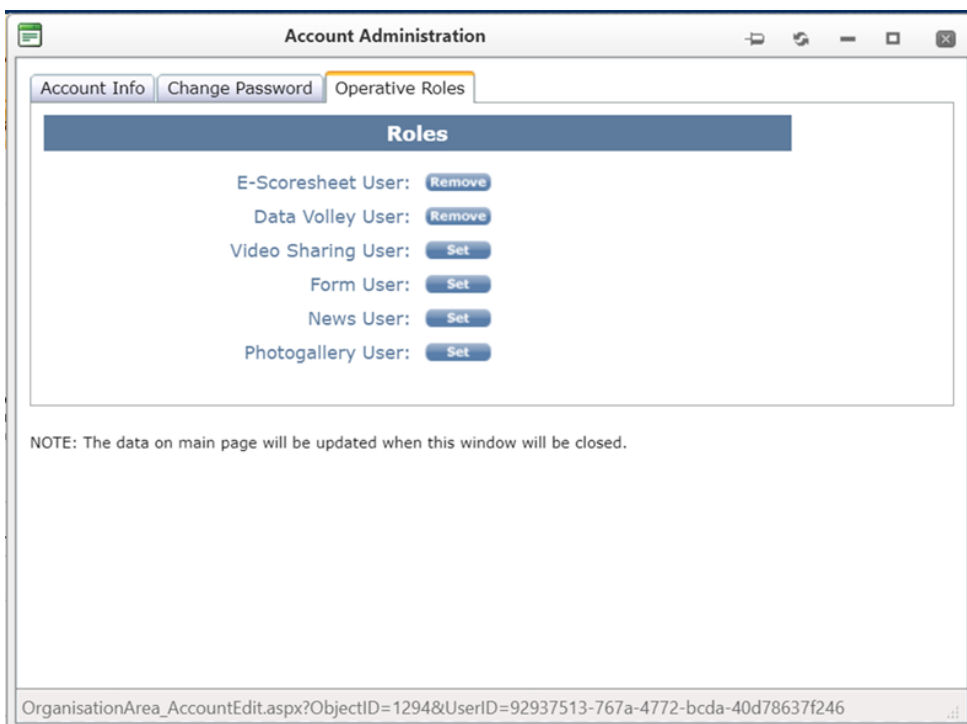 Account Administration
Account Info Change Password Operative Roles
Roles
E-Scoresheet User: Remove
Data Volley User: Remove
Video Sharing User: Set
Form User: Set
News User: Set
Photogallery User: Set
NOTE: The data on main page will be updated when this window will be closed.
OrganisationArea_AccountEdit.aspx?ObjectID=1294&UserID=92937513-767a-4772-bcda-40d78637f246